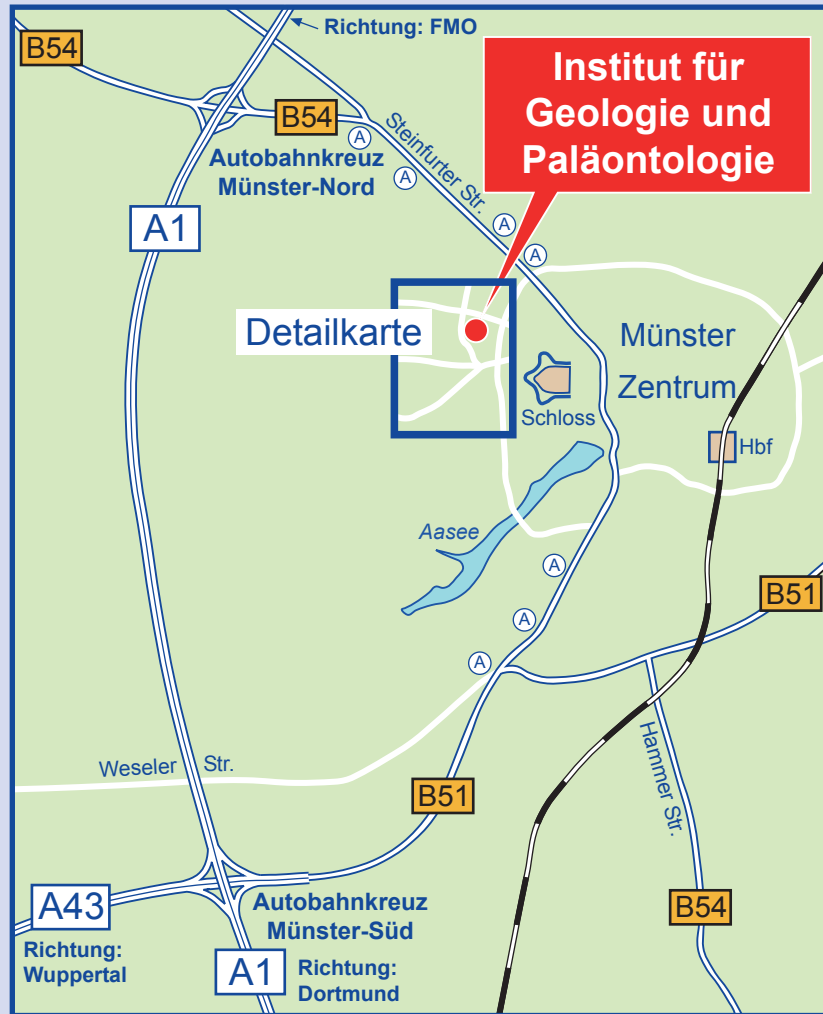 Richtung: FMO
B54
Institut für
Geologie und
Paläontologie
B54
A
Steinfurter Str.
Autobahnkreuz
Münster-Nord
A
A1
A
A
Detailkarte
Münster
Zentrum
Schloss
Hbf
Aasee
A
B51
A
A
Weseler Str.
Hammer Str.
B51
A43
Autobahnkreuz
Münster-Süd
B54
Richtung:
Wuppertal
A1
Richtung:
Dortmund